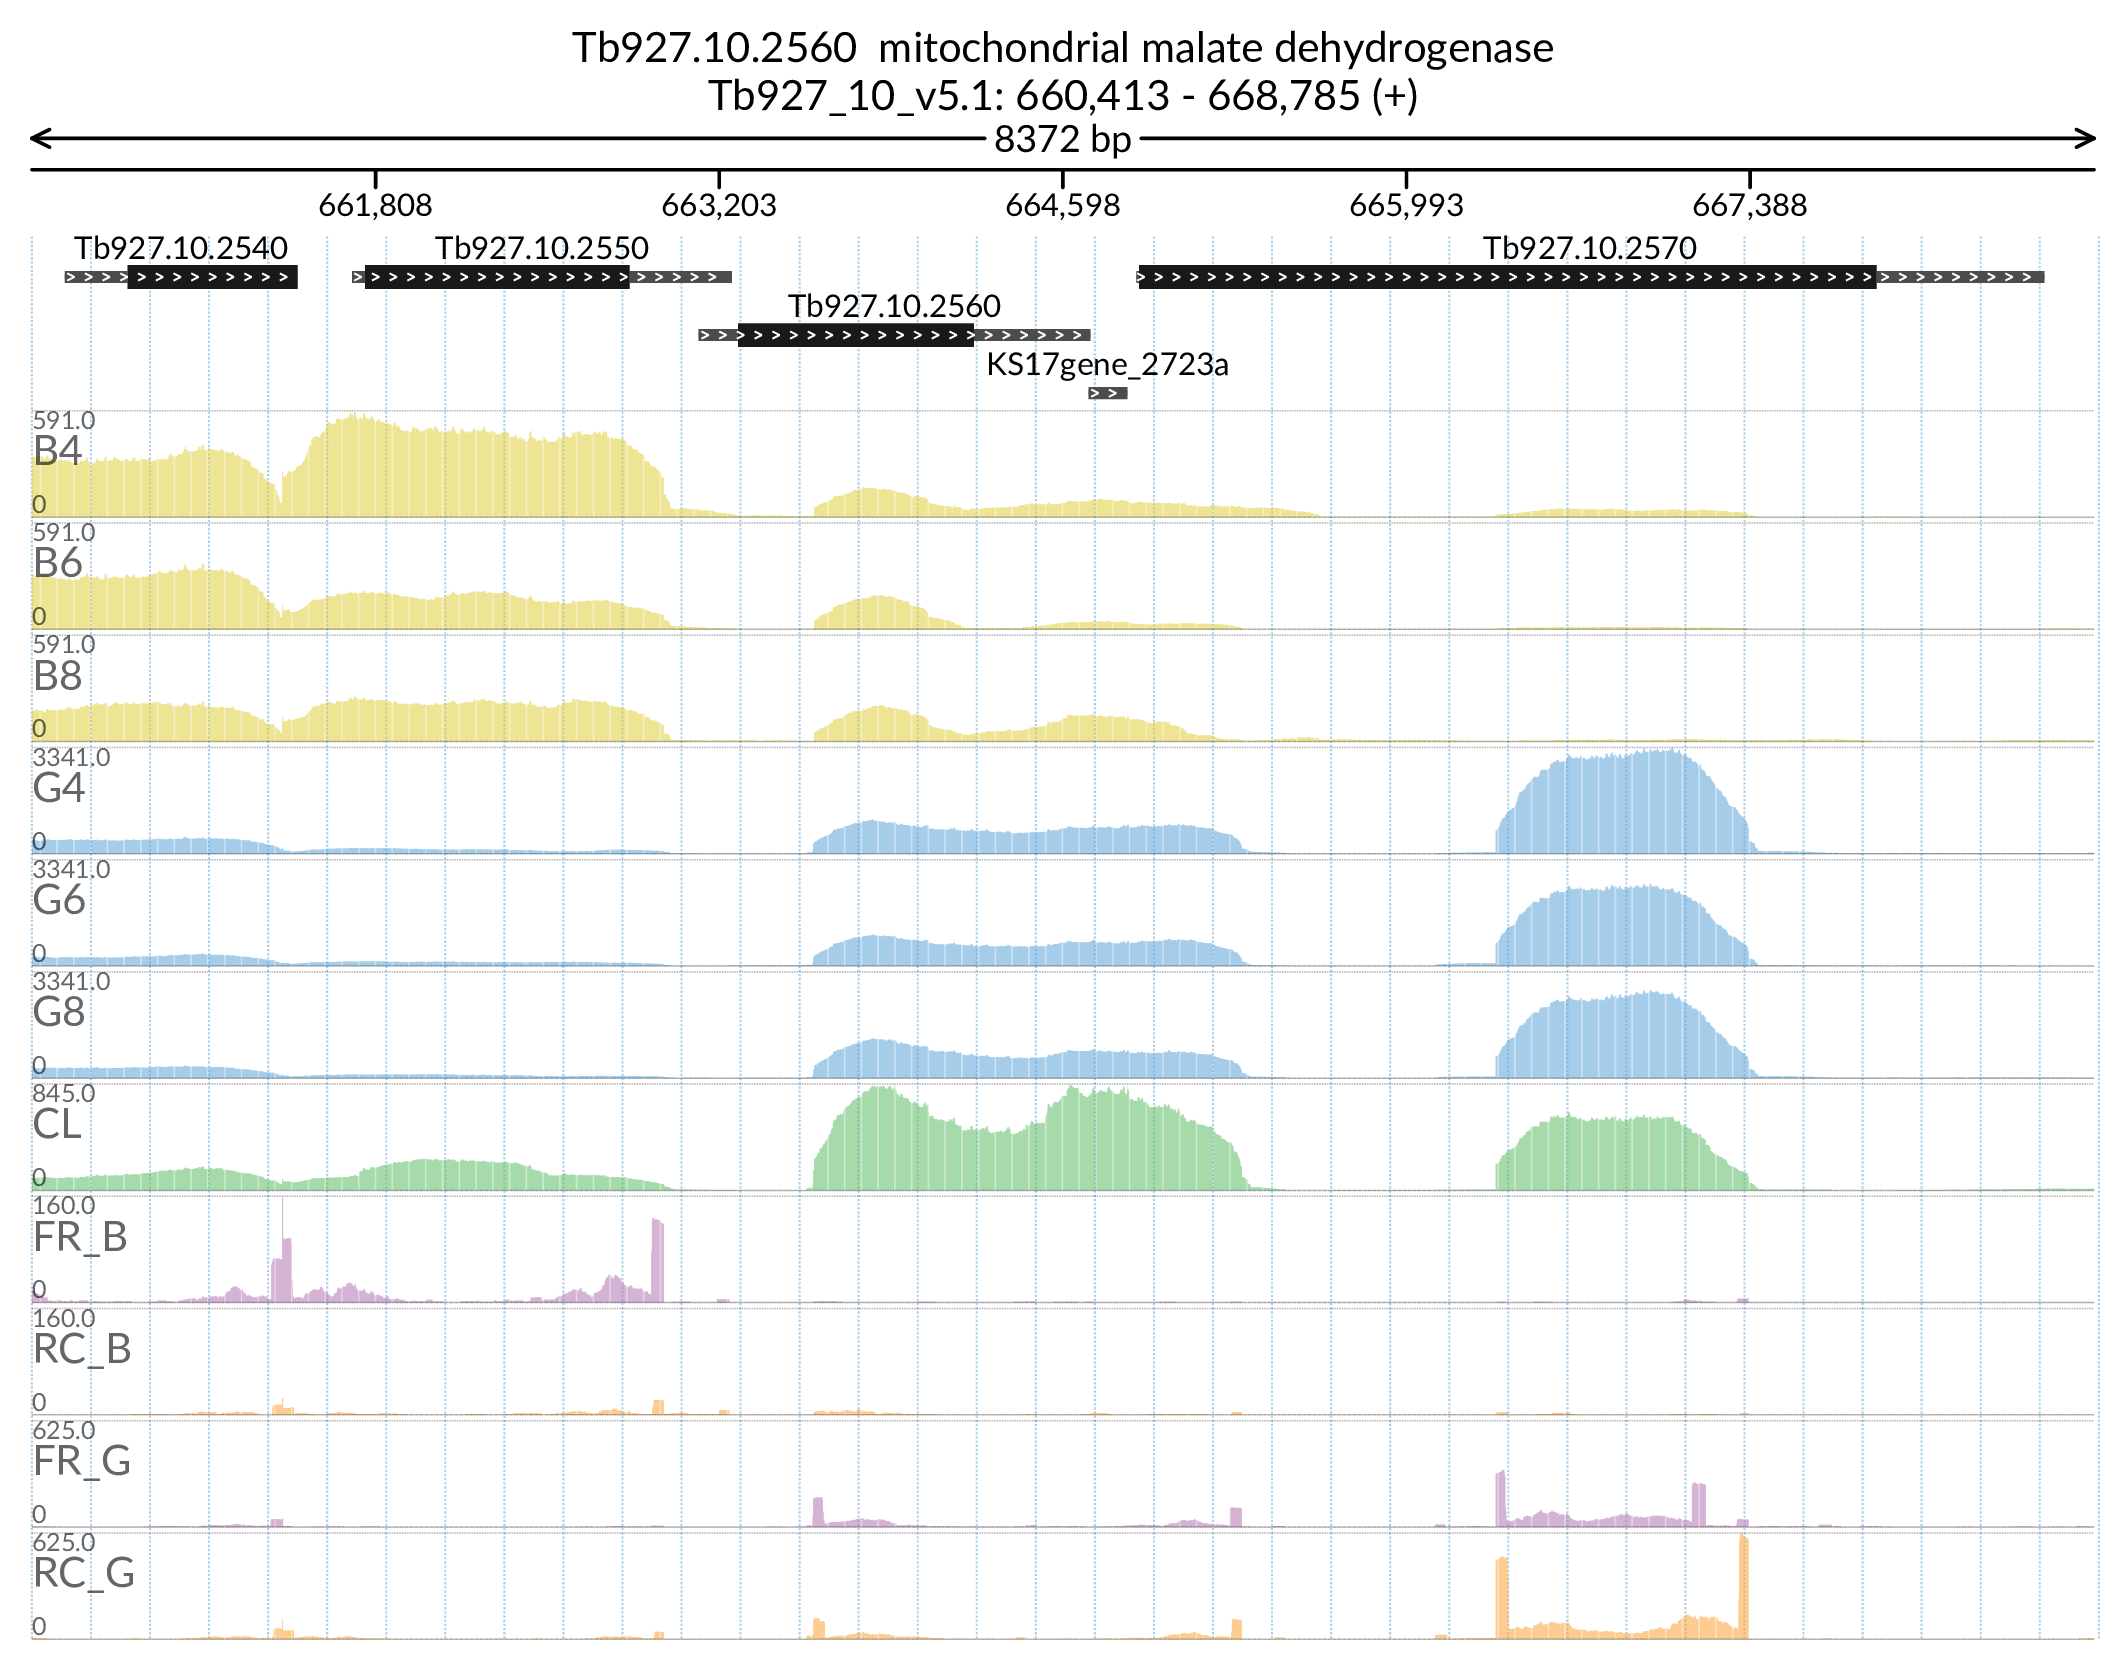 Tb927.10.2560  mitochondrial malate dehydrogenase
Tb927_10_v5.1: 660,413 - 668,785 (+)
8372 bp
661,808 663,203 664,598 665,993 667,388
Tb927.10.2540 Tb927.10.2550 Tb927.10.2570
Tb927.10.2560
KS17gene_2723a
591.0
B4
0
591.0
B6
0
591.0
B8
0
3341.0
G4
0
3341.0
G6
0
3341.0
G8
0
845.0
CL
0
160.0
FR_B
0
160.0
RC_B
0
625.0
FR_G
0
625.0
RC_G
0